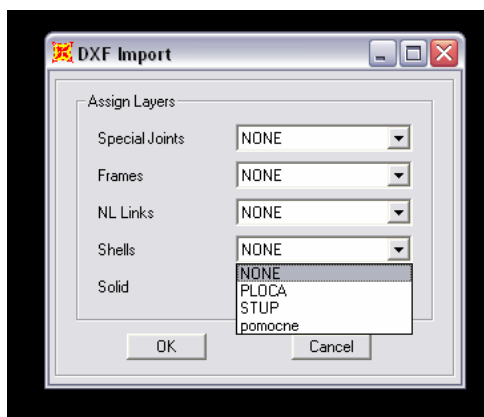 DXF Import
Assign Layers
Special Joints NONE
Frames NONE
NL Links NONE
Shells NONE
NONE
Solid
PLOCA
STUP
pomocne
OK Cancel